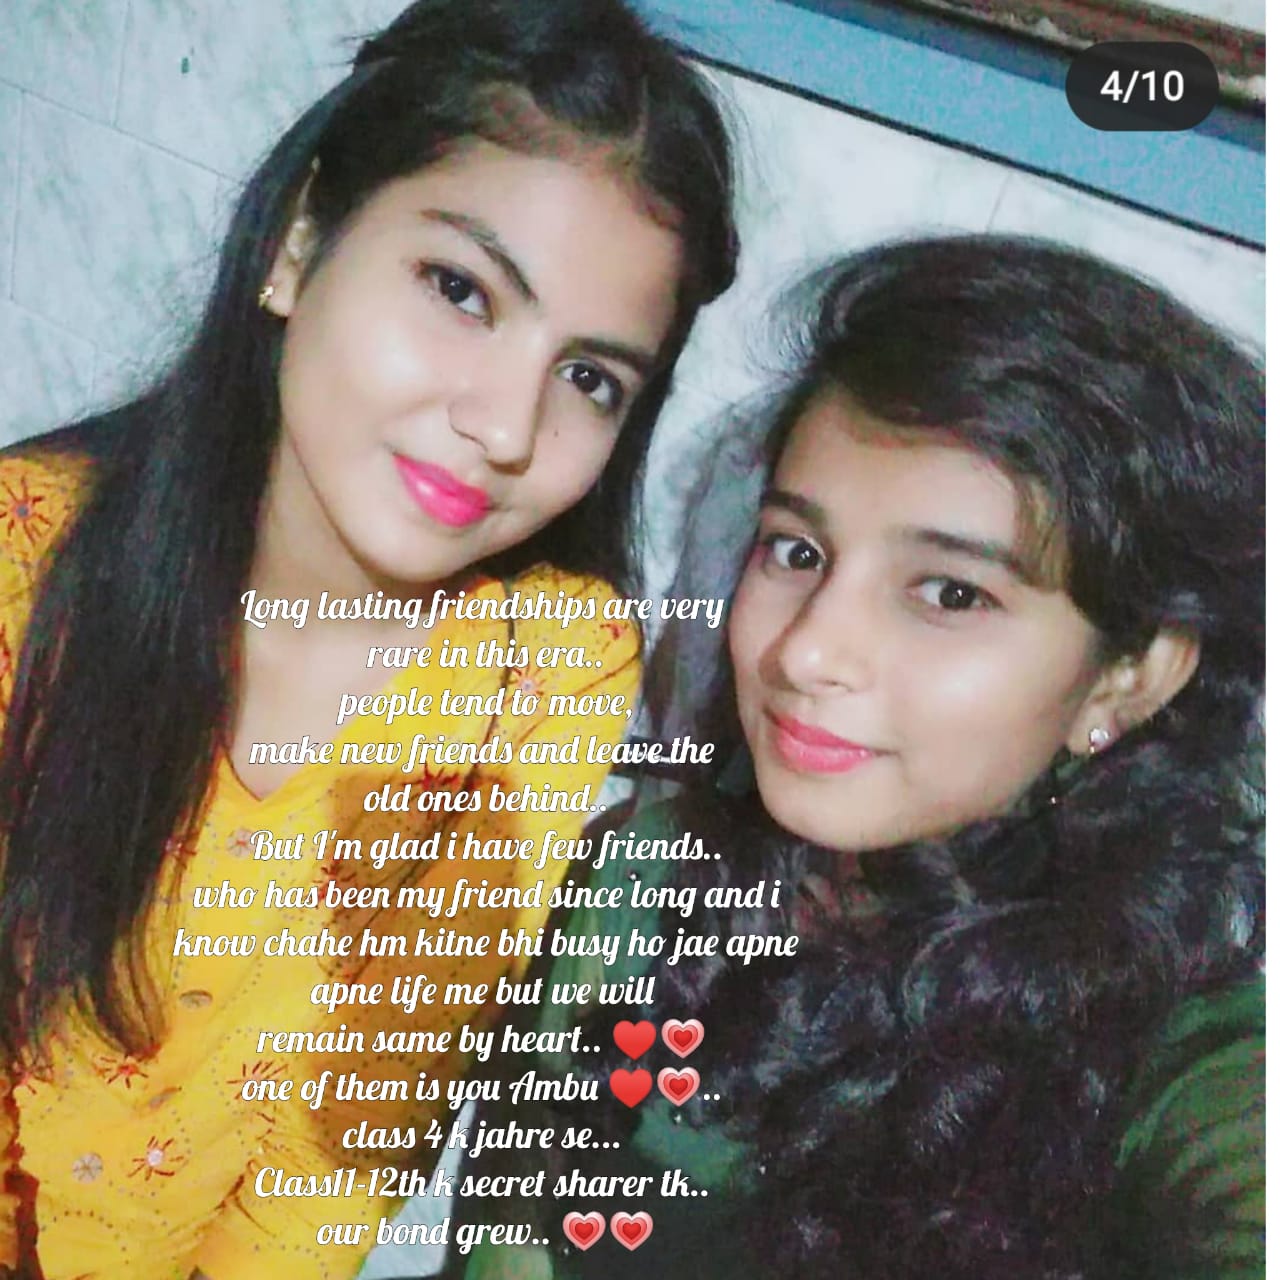 4/10
Long lasting friendships are very
rare in this era..
people tend to move,
make new friends and leave the
old ones behind..
But I'm glad i have few friends..
who has been my friend since long and i
know chahe hm kitne bhi busy ho jae apne
apne life me but we will
remain same by heart.. ♥️💗
one of them is you Ambu ♥️💗..
class 4 k jahre se...
Class11-12th k secret sharer tk..
our bond grew.. 💗💗